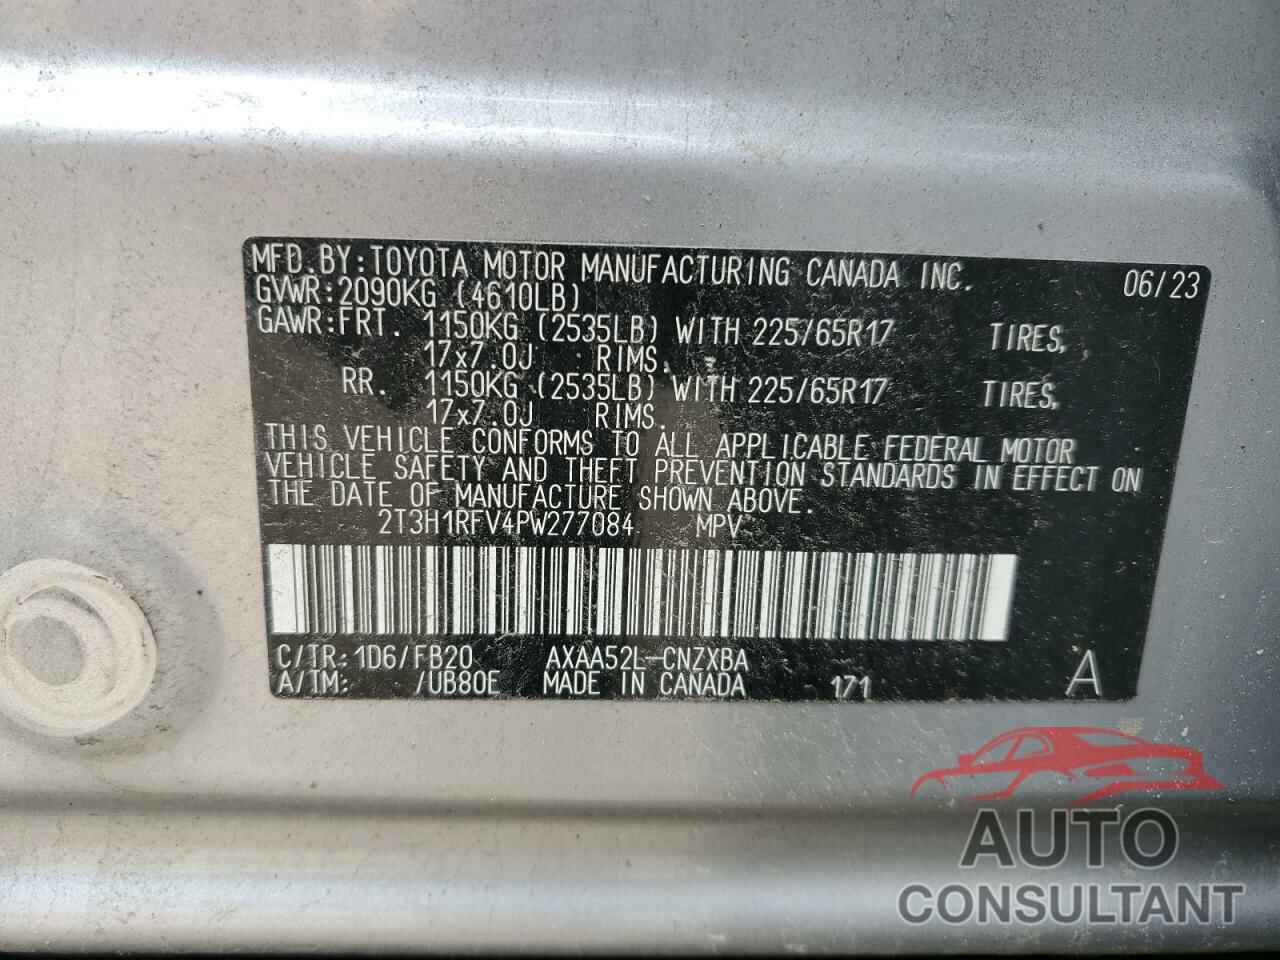 MFD.BY:TOYOTA MOTOR MANUFACTURING CANADA INC. 06/23
GVWR:2090KG (4610LB)
GAWR:FRT. 1150KG (2535LB) WITH 225/65R17 TIRES,
17x7.0J RIMS.
RR. 1150KG (2535LB) WITH 225/65R17 TIRES,
17x7.0J RIMS.
THIS VEHICLE CONFORMS TO ALL APPLICABLE FEDERAL MOTOR
VEHICLE SAFETY AND THEFT PREVENTION STANDARDS IN EFFECT ON
THE DATE OF MANUFACTURE SHOWN ABOVE.
2T3H1RFV4PW277084 MPV
C/TR:1D6/FB20 AXAA52L-CNZXBA
A/TM: /UB80E MADE IN CANADA 171 A
AUTO
CONSULTANT